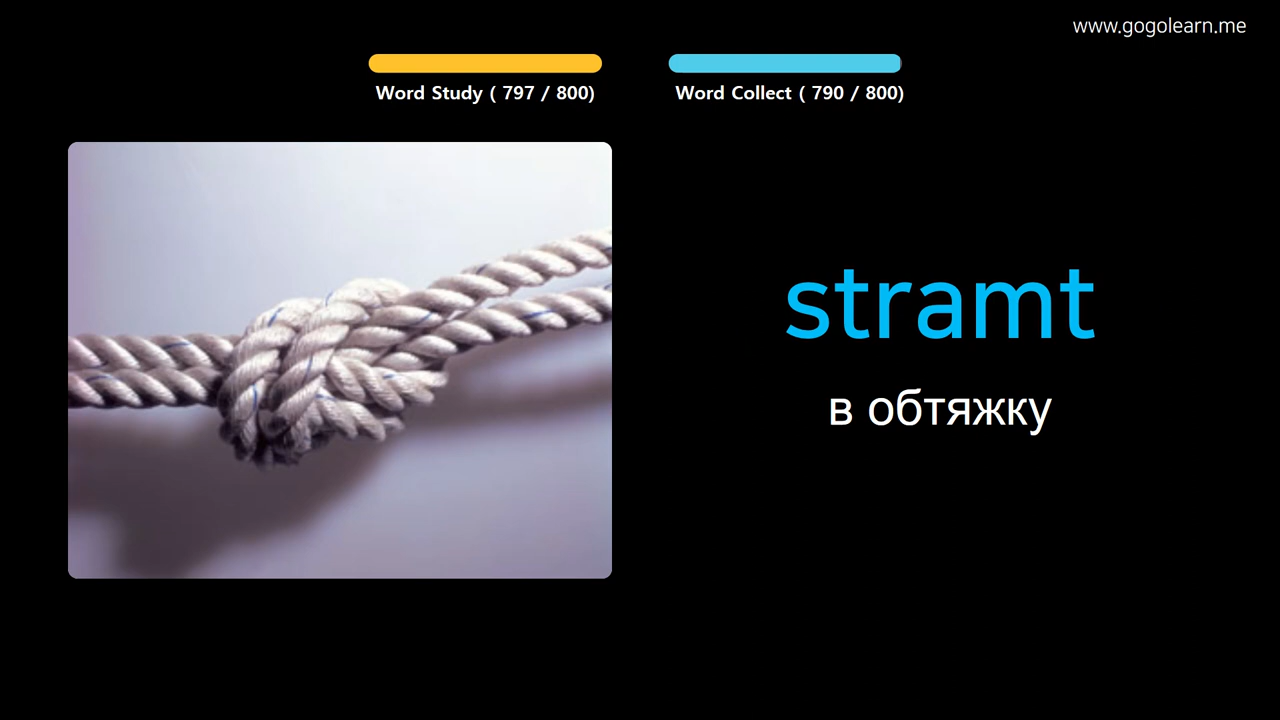 www.gogolearn.me
Word Study ( 797 / 800)
Word Collect ( 790 / 800)
stramt
в обтяжку